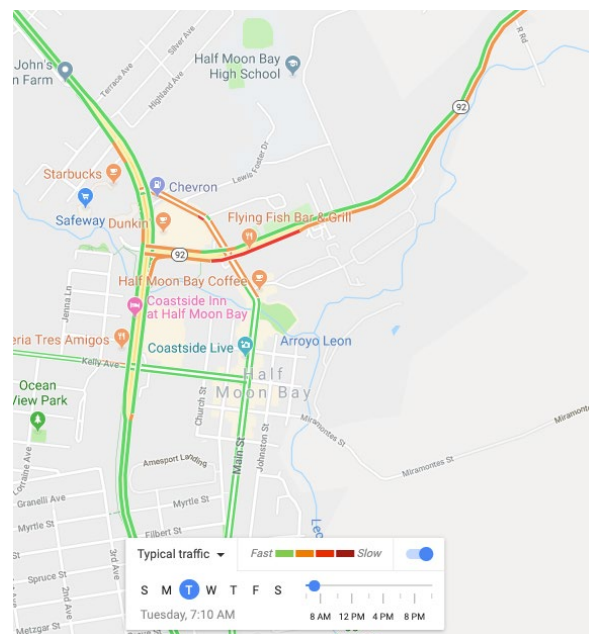 John's
n Farm
Terrace Ave
Silver Ave
Highland Ave
Half Moon Bay
High School
R Rd
92
Lewis Foster Dr.
Starbucks
Chevron
Safeway
Dunkin'
Flying Fish Bar & Grill
92
Half Moon Bay Coffee
Jenna Ln
Coastside Inn
at Half Moon Bay
eria Tres Amigos
Coastside Live
Arroyo Leon
Kelly Ave
Half
Moon Bay
Ocean
View Park
Church St
Main St
Johnston St
Miramontes St
Miramontes St
Miramontes
Lorraine Ave
Amesport Landing
Granelli Ave
Myrtle St
Myrtle St
Filbert St
3rd Ave
Spruce St
2nd Ave
Metzgar St
Typical traffic
Fast
Slow
S M T W T F S
Tuesday, 7:10 AM
8 AM 12 PM 4 PM 8 PM